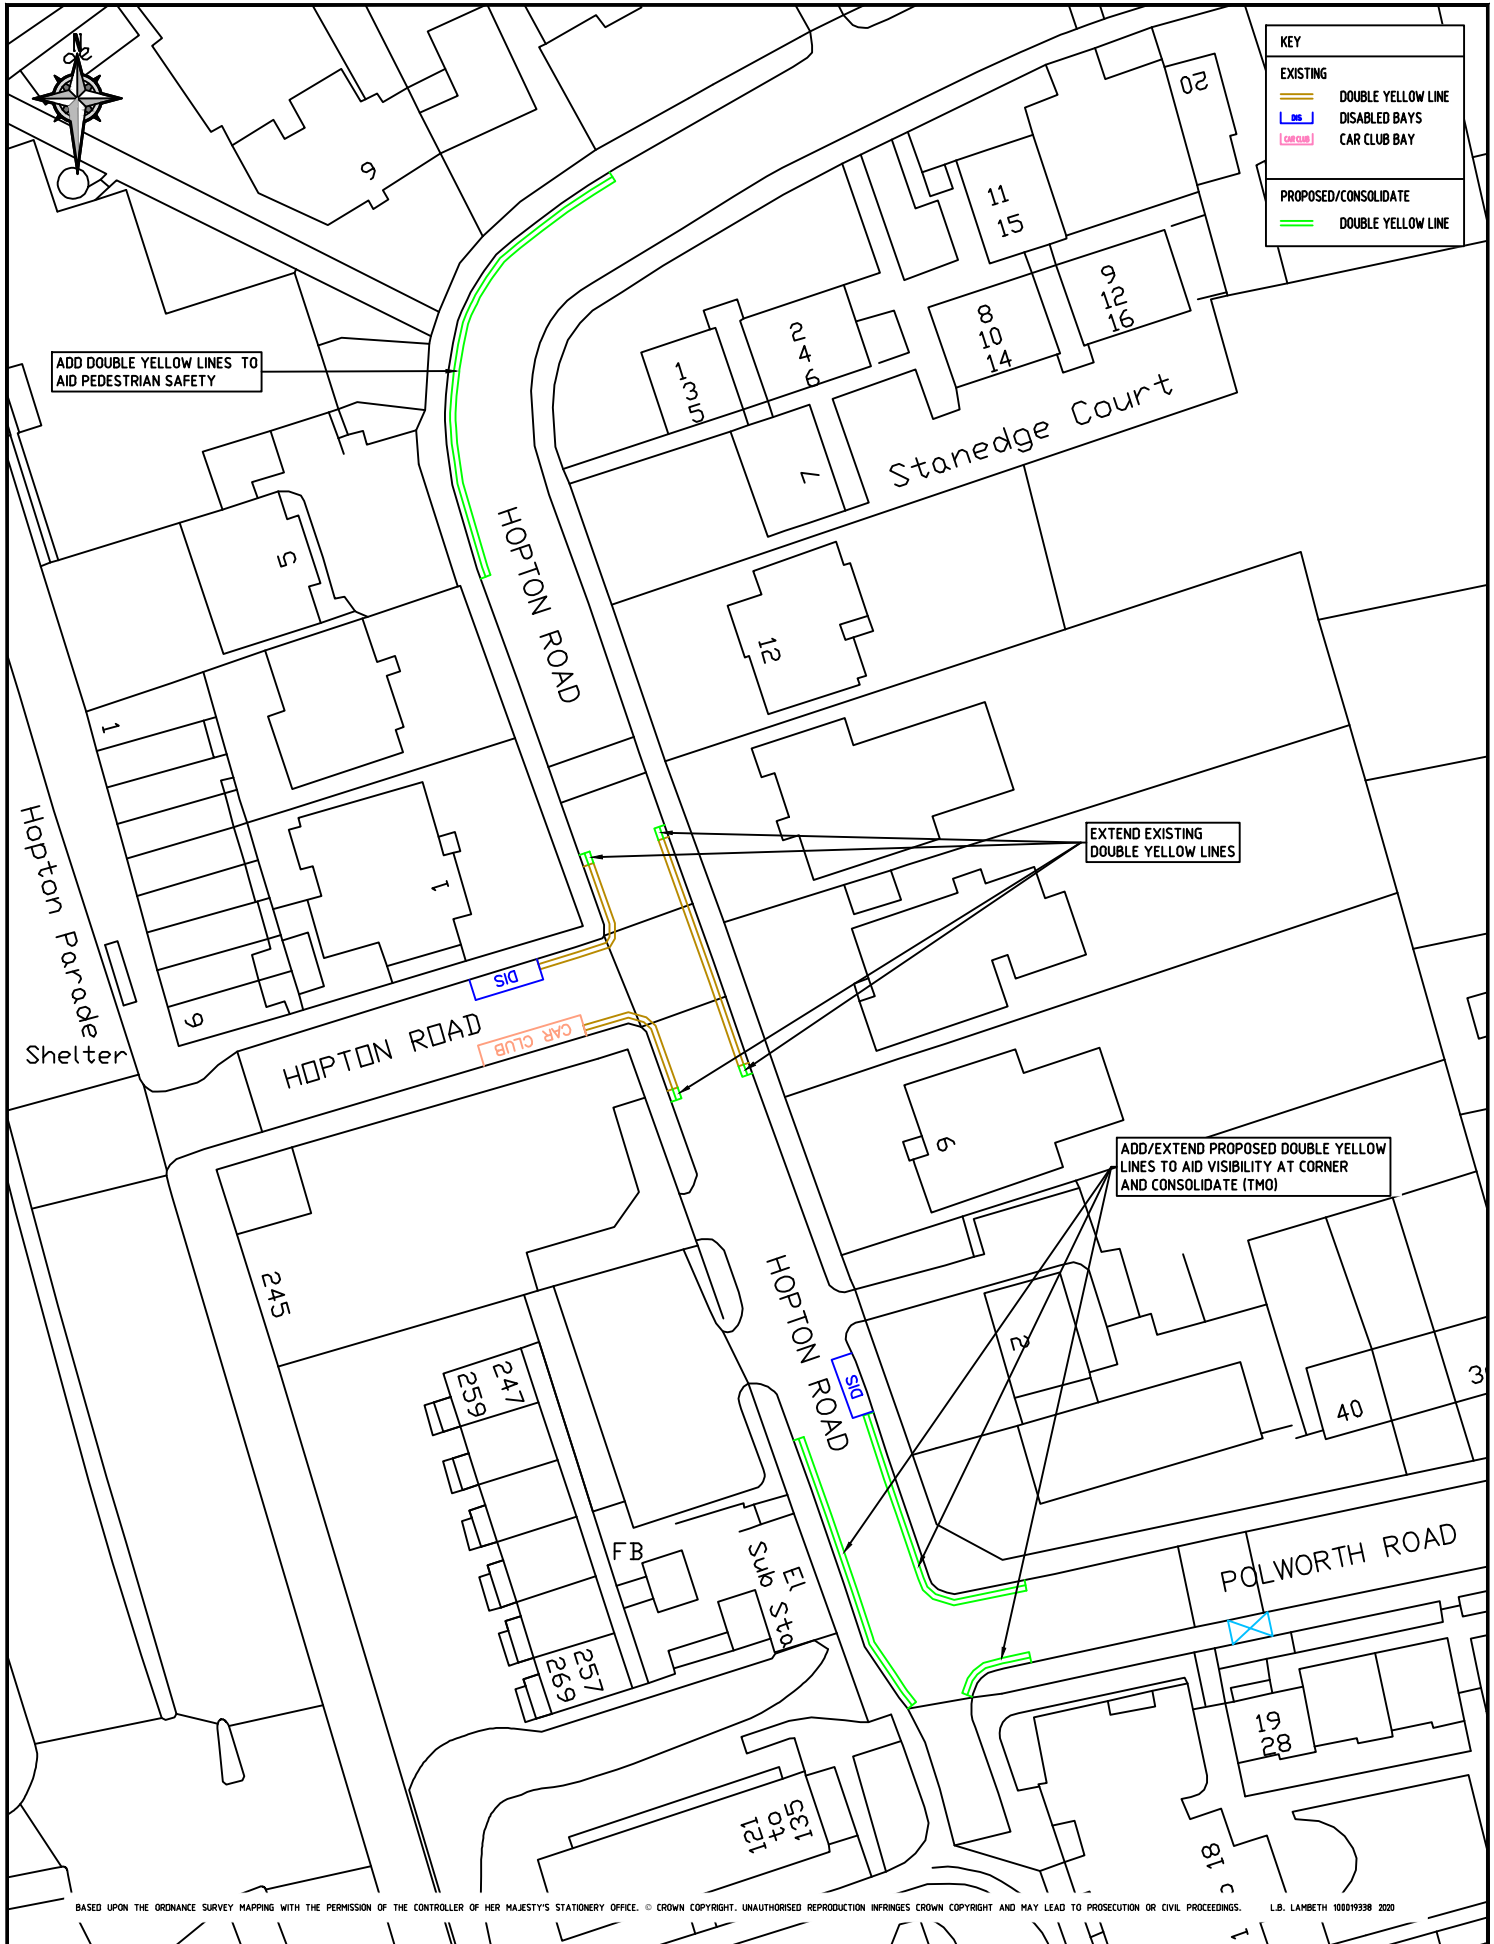 N
KEY
EXISTING
DOUBLE YELLOW LINE
DIS DISABLED BAYS
CAR CLUB CAR CLUB BAY
PROPOSED/CONSOLIDATE
DOUBLE YELLOW LINE
20
9
11
15
9
12
16
8
10
14
2
4
6
1
3
5
7
Stanedge Court
ADD DOUBLE YELLOW LINES TO
AID PEDESTRIAN SAFETY
5
HOPTON ROAD
12
1
Hopton Parade
1
EXTEND EXISTING
DOUBLE YELLOW LINES
DIS
CAR CLUB
9
HOPTON ROAD
Shelter
6
ADD/EXTEND PROPOSED DOUBLE YELLOW
LINES TO AID VISIBILITY AT CORNER
AND CONSOLIDATE (TMO)
245
HOPTON ROAD
2
DIS
247
259
40
POLWORTH ROAD
FB
El
Sub Sta
257
269
19
28
121
to
135
18
BASED UPON THE ORDNANCE SURVEY MAPPING WITH THE PERMISSION OF THE CONTROLLER OF HER MAJESTY'S STATIONERY OFFICE. © CROWN COPYRIGHT. UNAUTHORISED REPRODUCTION INFRINGES CROWN COPYRIGHT AND MAY LEAD TO PROSECUTION OR CIVIL PROCEEDINGS. L.B. LAMBETH 100019338 2020